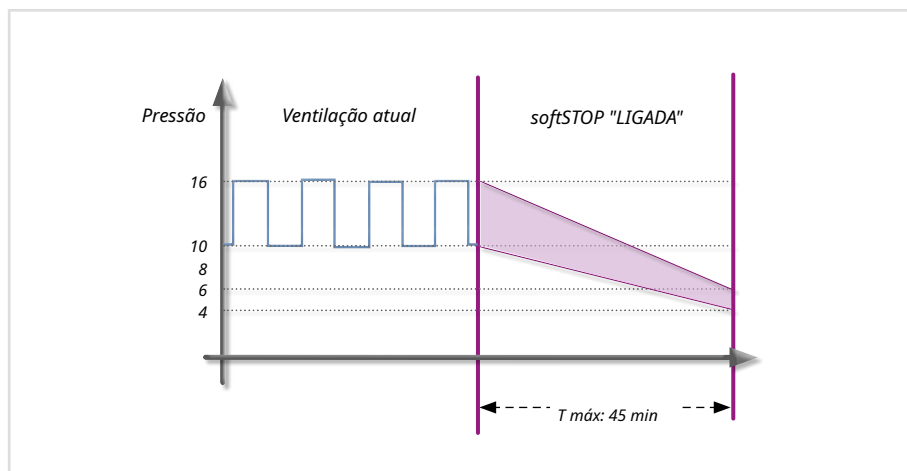 Pressão
Ventilação atual
softSTOP "LIGADA"
16
10
8
6
4
T máx: 45 min